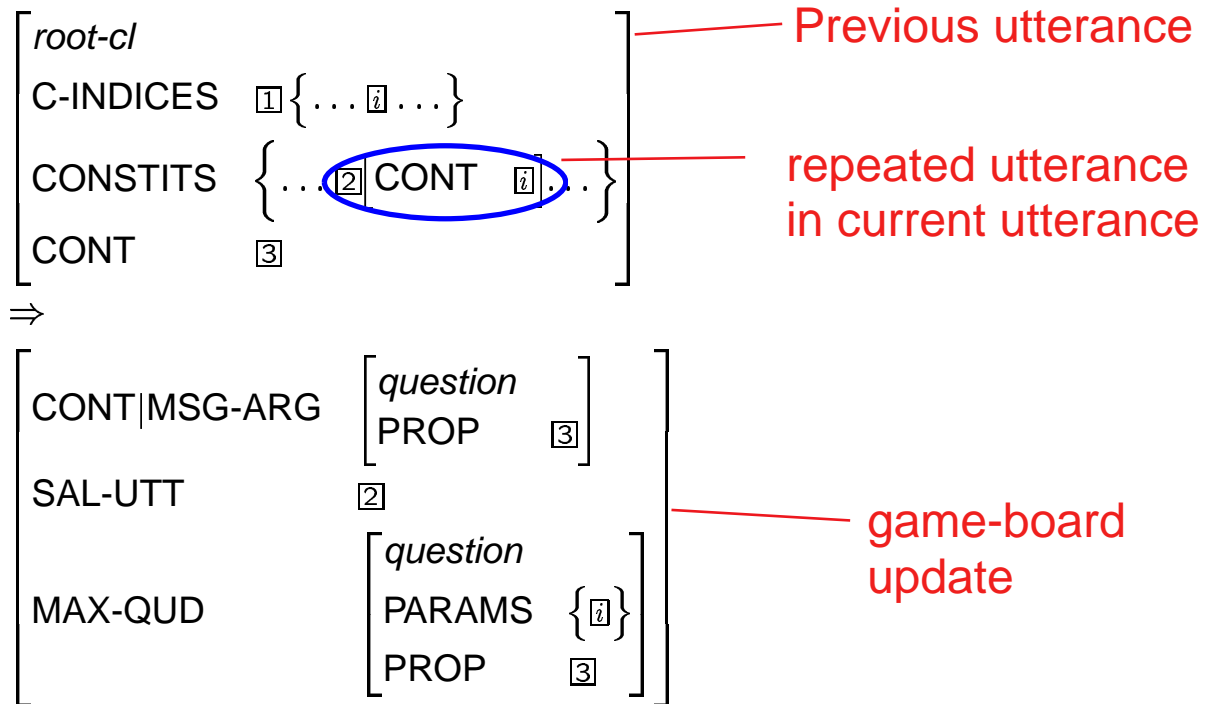 root-cl
Previous utterance
C-INDICES 1 { . . . i . . . }
CONSTITS { . . . 2 [ CONT i ] . . . }
repeated utterance
in current utterance
CONT 3
⇒
CONT|MSG-ARG [ question
PROP 3 ]
SAL-UTT 2
game-board
update
MAX-QUD [ question
PARAMS { i }
PROP 3 ]